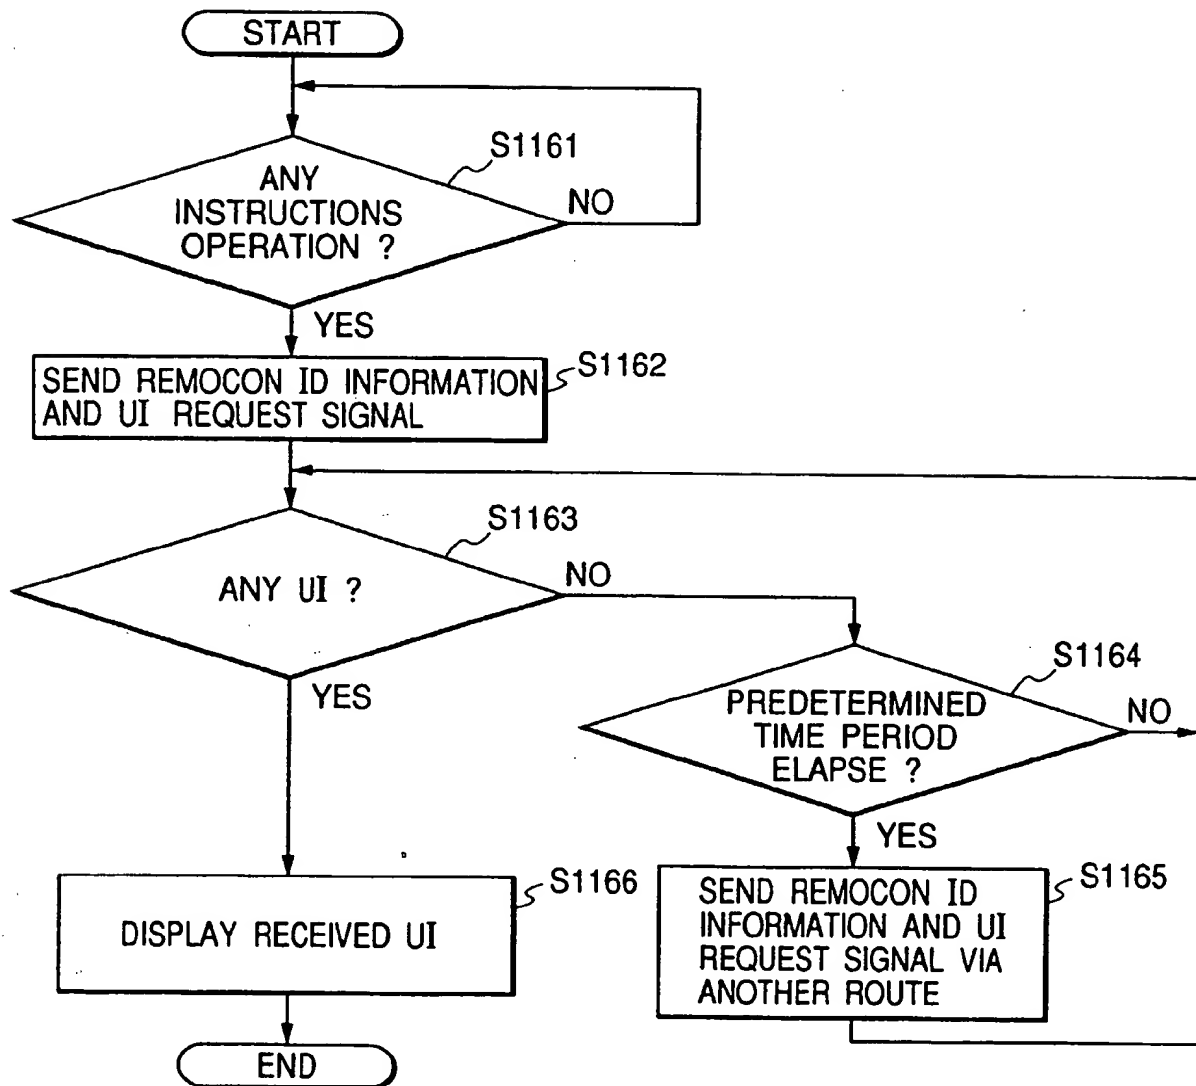 START
S1161
ANY
INSTRUCTIONS
OPERATION ?
NO
YES
S1162
SEND REMOCON ID INFORMATION
AND UI REQUEST SIGNAL
S1163
ANY UI ?
NO
YES
S1164
PREDETERMINED
TIME PERIOD
ELAPSE ?
NO
YES
S1165
SEND REMOCON ID
INFORMATION AND UI
REQUEST SIGNAL VIA
ANOTHER ROUTE
S1166
DISPLAY RECEIVED UI
END